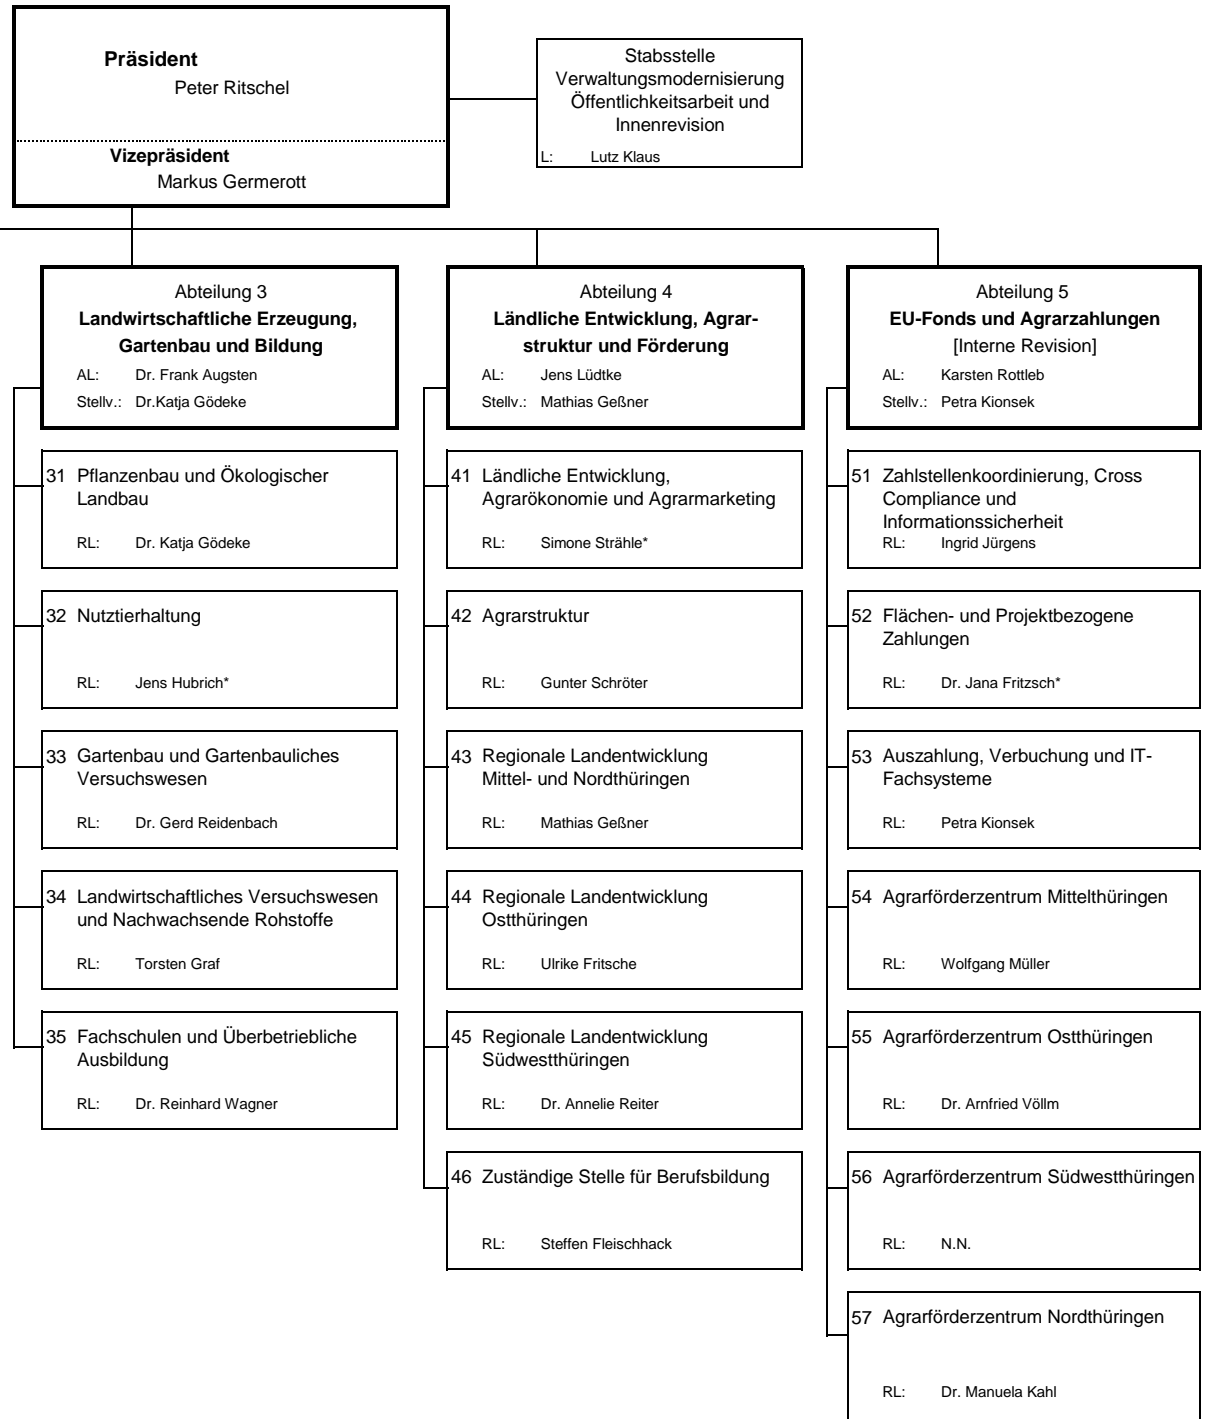 Präsident
Peter Ritschel
Vizepräsident
Markus Germerott
Stabsstelle
Verwaltungsmodernisierung
Öffentlichkeitsarbeit und
Innenrevision
L: Lutz Klaus
Abteilung 3
Landwirtschaftliche Erzeugung,
Gartenbau und Bildung
AL: Dr. Frank Augsten
Stellv.: Dr.Katja Gödeke
31 Pflanzenbau und Ökologischer
Landbau
RL: Dr. Katja Gödeke
32 Nutztierhaltung
RL: Jens Hubrich*
33 Gartenbau und Gartenbauliches
Versuchswesen
RL: Dr. Gerd Reidenbach
34 Landwirtschaftliches Versuchswesen
und Nachwachsende Rohstoffe
RL: Torsten Graf
35 Fachschulen und Überbetriebliche
Ausbildung
RL: Dr. Reinhard Wagner
Abteilung 4
Ländliche Entwicklung, Agrar-
struktur und Förderung
AL: Jens Lüdtke
Stellv.: Mathias Geßner
41 Ländliche Entwicklung,
Agrarökonomie und Agrarmarketing
RL: Simone Strähle*
42 Agrarstruktur
RL: Gunter Schröter
43 Regionale Landentwicklung
Mittel- und Nordthüringen
RL: Mathias Geßner
44 Regionale Landentwicklung
Ostthüringen
RL: Ulrike Fritsche
45 Regionale Landentwicklung
Südwestthüringen
RL: Dr. Annelie Reiter
46 Zuständige Stelle für Berufsbildung
RL: Steffen Fleischhack
Abteilung 5
EU-Fonds und Agrarzahlungen
[Interne Revision]
AL: Karsten Rottleb
Stellv.: Petra Kionsek
51 Zahlstellenkoordinierung, Cross
Compliance und
Informationssicherheit
RL: Ingrid Jürgens
52 Flächen- und Projektbezogene
Zahlungen
RL: Dr. Jana Fritzsch*
53 Auszahlung, Verbuchung und IT-
Fachsysteme
RL: Petra Kionsek
54 Agrarförderzentrum Mittelthüringen
RL: Wolfgang Müller
55 Agrarförderzentrum Ostthüringen
RL: Dr. Arnfried Völlm
56 Agrarförderzentrum Südwestthüringen
RL: N.N.
57 Agrarförderzentrum Nordthüringen
RL: Dr. Manuela Kahl